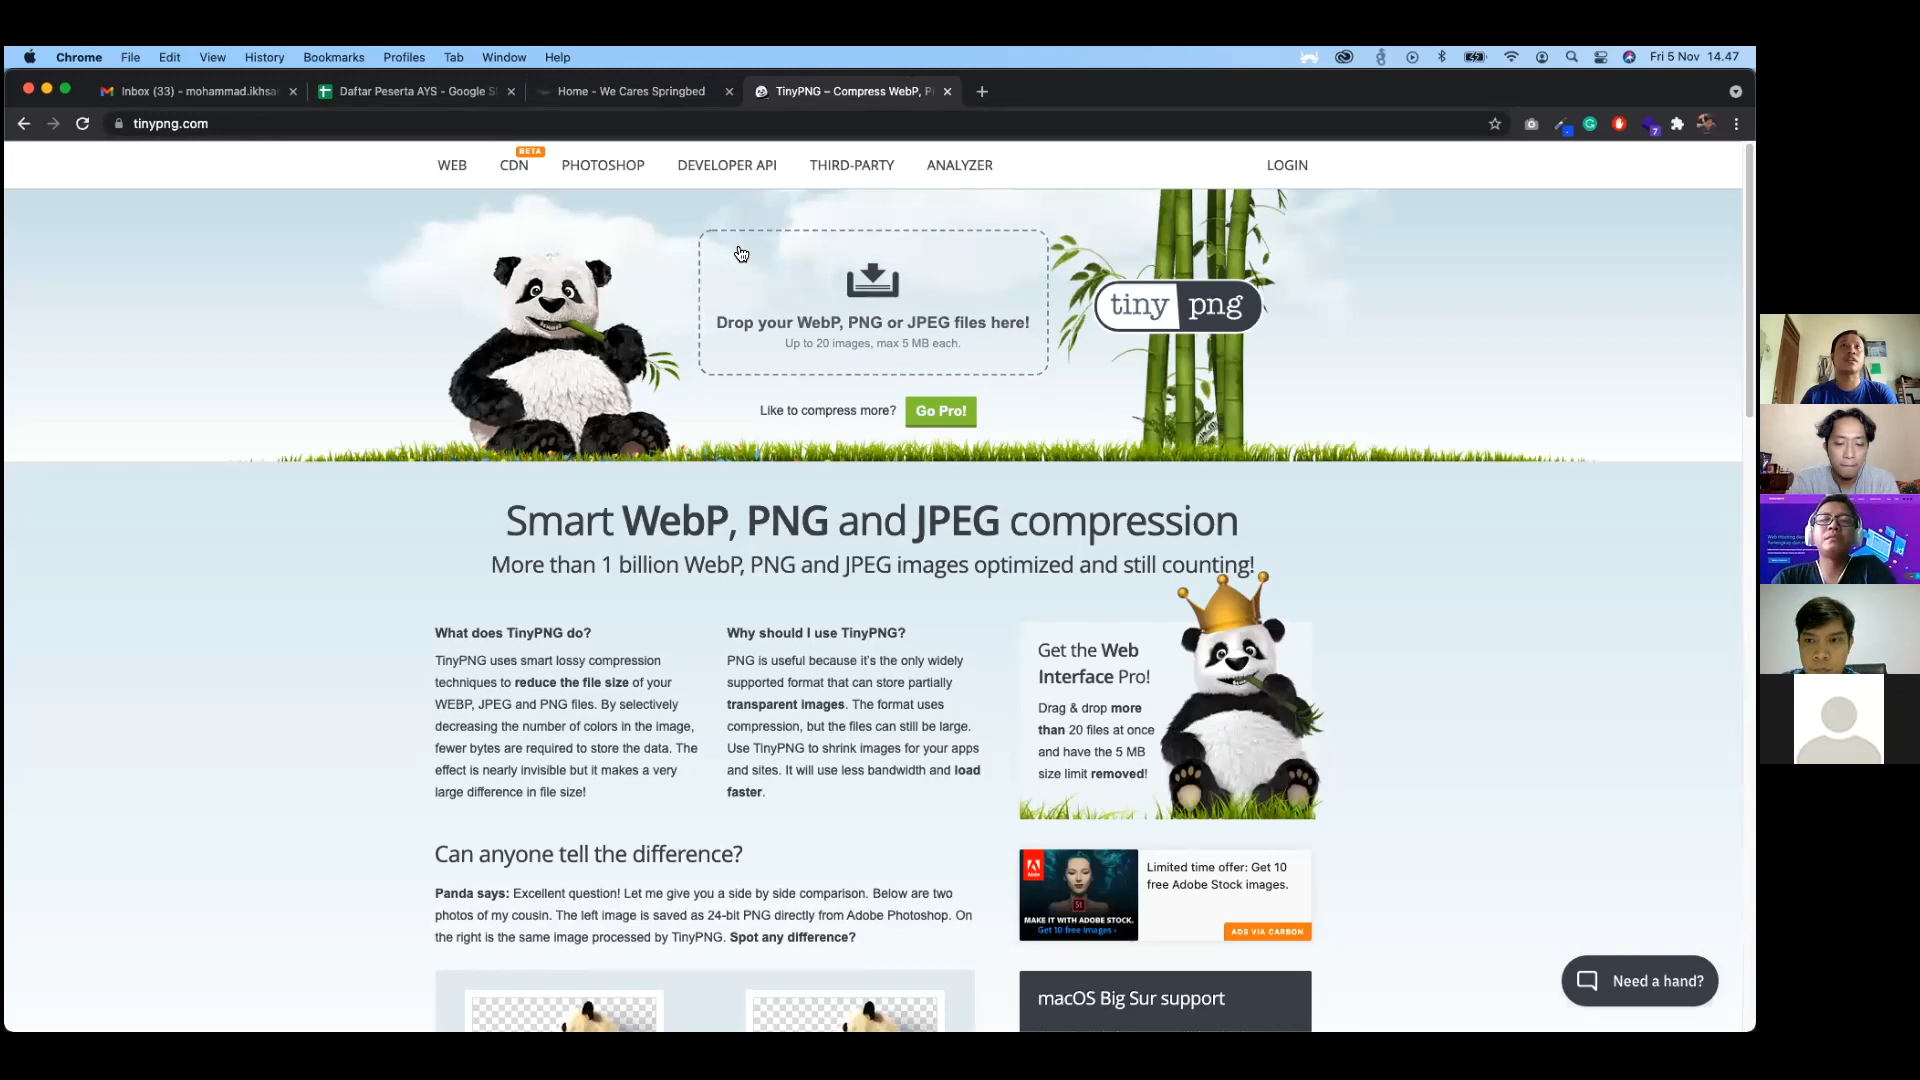 Chrome File Edit View History Bookmarks Profiles Tab Window Help Fri 5 Nov 14.47
Inbox (33) - mohammad.ikhsa Daftar Peserta AYS - Google S Home - We Cares Springbed TinyPNG – Compress WebP, P
tinypng.com
7
BETA
WEB CDN PHOTOSHOP DEVELOPER API THIRD-PARTY ANALYZER LOGIN
Drop your WebP, PNG or JPEG files here!
Up to 20 images, max 5 MB each.
Like to compress more? Go Pro!
tiny png
Smart WebP, PNG and JPEG compression
More than 1 billion WebP, PNG and JPEG images optimized and still counting!
What does TinyPNG do?
TinyPNG uses smart lossy compression
techniques to reduce the file size of your
WEBP, JPEG and PNG files. By selectively
decreasing the number of colors in the image,
fewer bytes are required to store the data. The
effect is nearly invisible but it makes a very
large difference in file size!
Why should I use TinyPNG?
PNG is useful because it's the only widely
supported format that can store partially
transparent images. The format uses
compression, but the files can still be large.
Use TinyPNG to shrink images for your apps
and sites. It will use less bandwidth and load
faster.
Get the Web
Interface Pro!
Drag & drop more
than 20 files at once
and have the 5 MB
size limit removed!
Can anyone tell the difference?
Panda says: Excellent question! Let me give you a side by side comparison. Below are two
photos of my cousin. The left image is saved as 24-bit PNG directly from Adobe Photoshop. On
the right is the same image processed by TinyPNG. Spot any difference?
Adobe
St
MAKE IT WITH ADOBE STOCK.
Get 10 free images ›
Limited time offer: Get 10
free Adobe Stock images.
ADS VIA CARBON
macOS Big Sur support
Need a hand?